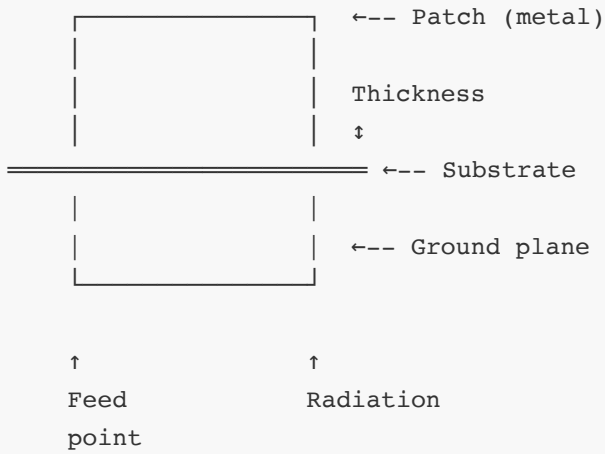 ←-- Patch (metal)
Thickness
↕
←-- Substrate
←-- Ground plane
↑ ↑
Feed Radiation
point